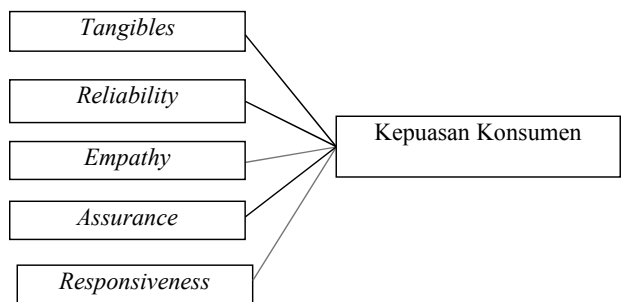 Tangibles
Reliability
Empathy
Assurance
Responsiveness
Kepuasan Konsumen